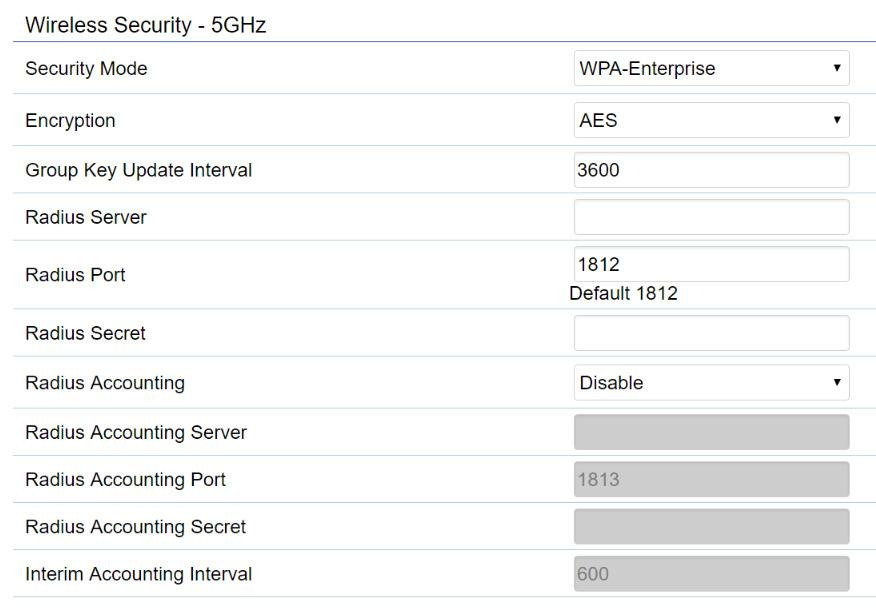 Wireless Security - 5GHz
Security Mode WPA-Enterprise
Encryption AES
Group Key Update Interval 3600
Radius Server
Radius Port 1812
Default 1812
Radius Secret
Radius Accounting Disable
Radius Accounting Server
Radius Accounting Port 1813
Radius Accounting Secret
Interim Accounting Interval 600